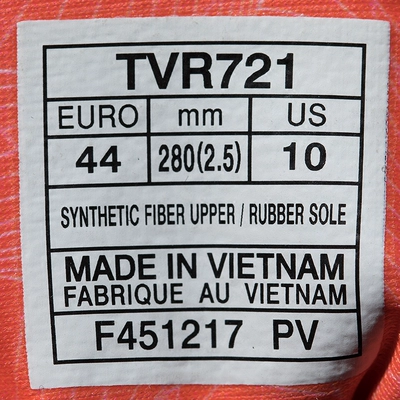 TVR721
EURO mm US
44 280(2.5) 10
SYNTHETIC FIBER UPPER / RUBBER SOLE
MADE IN VIETNAM
FABRIQUE AU VIETNAM
F451217 PV